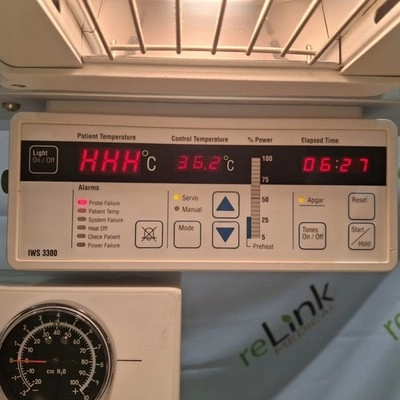 Patient Temperature Control Temperature % Power Elapsed Time
Light
On / Off
HHH°C 36.2°C 100 06:27
75
50
25
5
Preheat
Alarms
Probe Failure
Patient Temp
System Failure
Heat Off
Check Patient
Power Failure
Servo
Manual
Mode
Apgar
Reset
Tones
On / Off
Start
/ Hold
IWS 3300
cm H₂O
reLink
MEDICAL